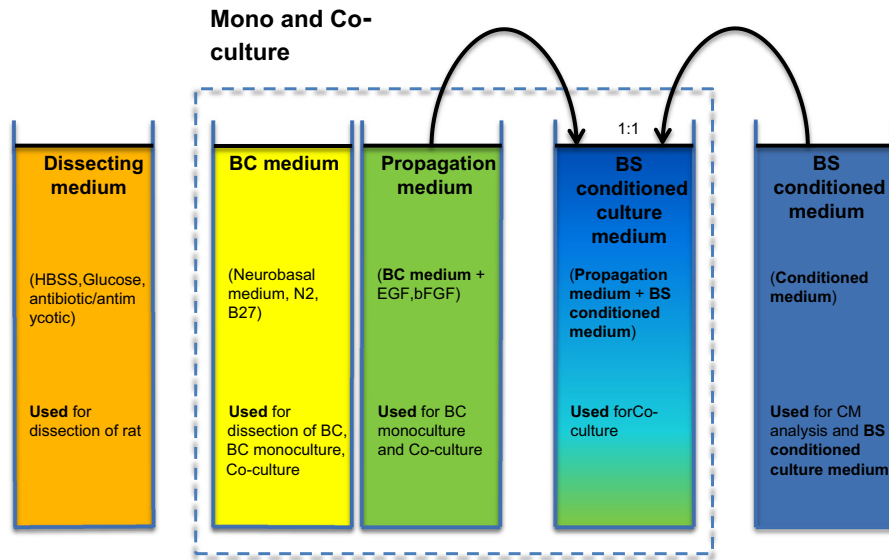 Mono and Co-
culture
1:1
Dissecting
medium
(HBSS,Glucose,
antibiotic/antim
ycotic)
Used for
dissection of rat
BC medium
(Neurobasal
medium, N2,
B27)
Used for
dissection of BC,
BC monoculture,
Co-culture
Propagation
medium
(BC medium +
EGF,bFGF)
Used for BC
monoculture
and Co-culture
BS
conditioned
culture
medium
(Propagation
medium + BS
conditioned
medium)
Used forCo-
culture
BS
conditioned
medium
(Conditioned
medium)
Used for CM
analysis and BS
conditioned
culture medium